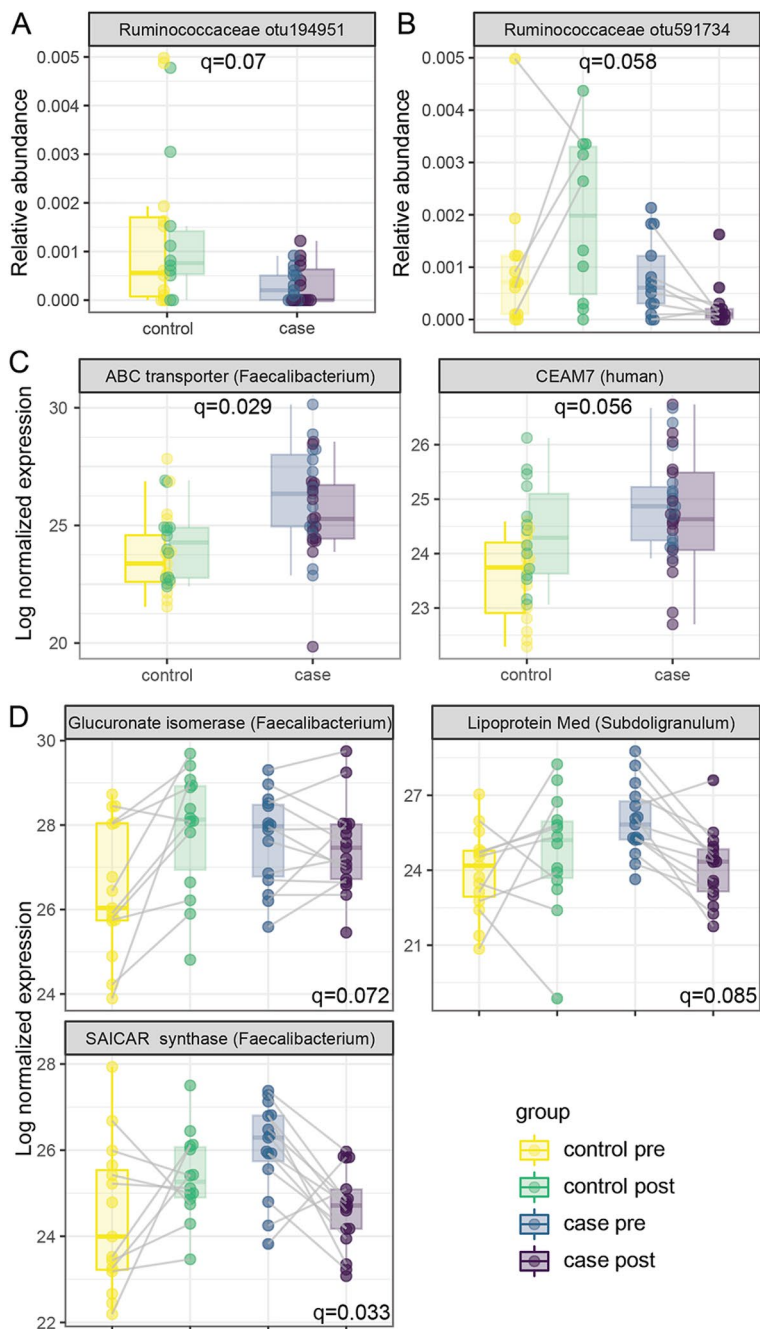 A
Ruminococcaceae otu194951
q=0.07
Relative abundance
0.005
0.004
0.003
0.002
0.001
0.000
control
case
B
Ruminococcaceae otu591734
q=0.058
Relative abundance
0.005
0.004
0.003
0.002
0.001
0.000
C
ABC transporter (Faecalibacterium)
q=0.029
Log normalized expression
30
25
20
control
case
CEAM7 (human)
q=0.056
26
25
24
23
control
case
D
Glucuronate isomerase (Faecalibacterium)
30
28
26
24
q=0.072
Lipoprotein Med (Subdoligranulum)
27
24
21
q=0.085
Log normalized expression
SAICAR synthase (Faecalibacterium)
28
26
24
22
q=0.033
group
control pre
control post
case pre
case post